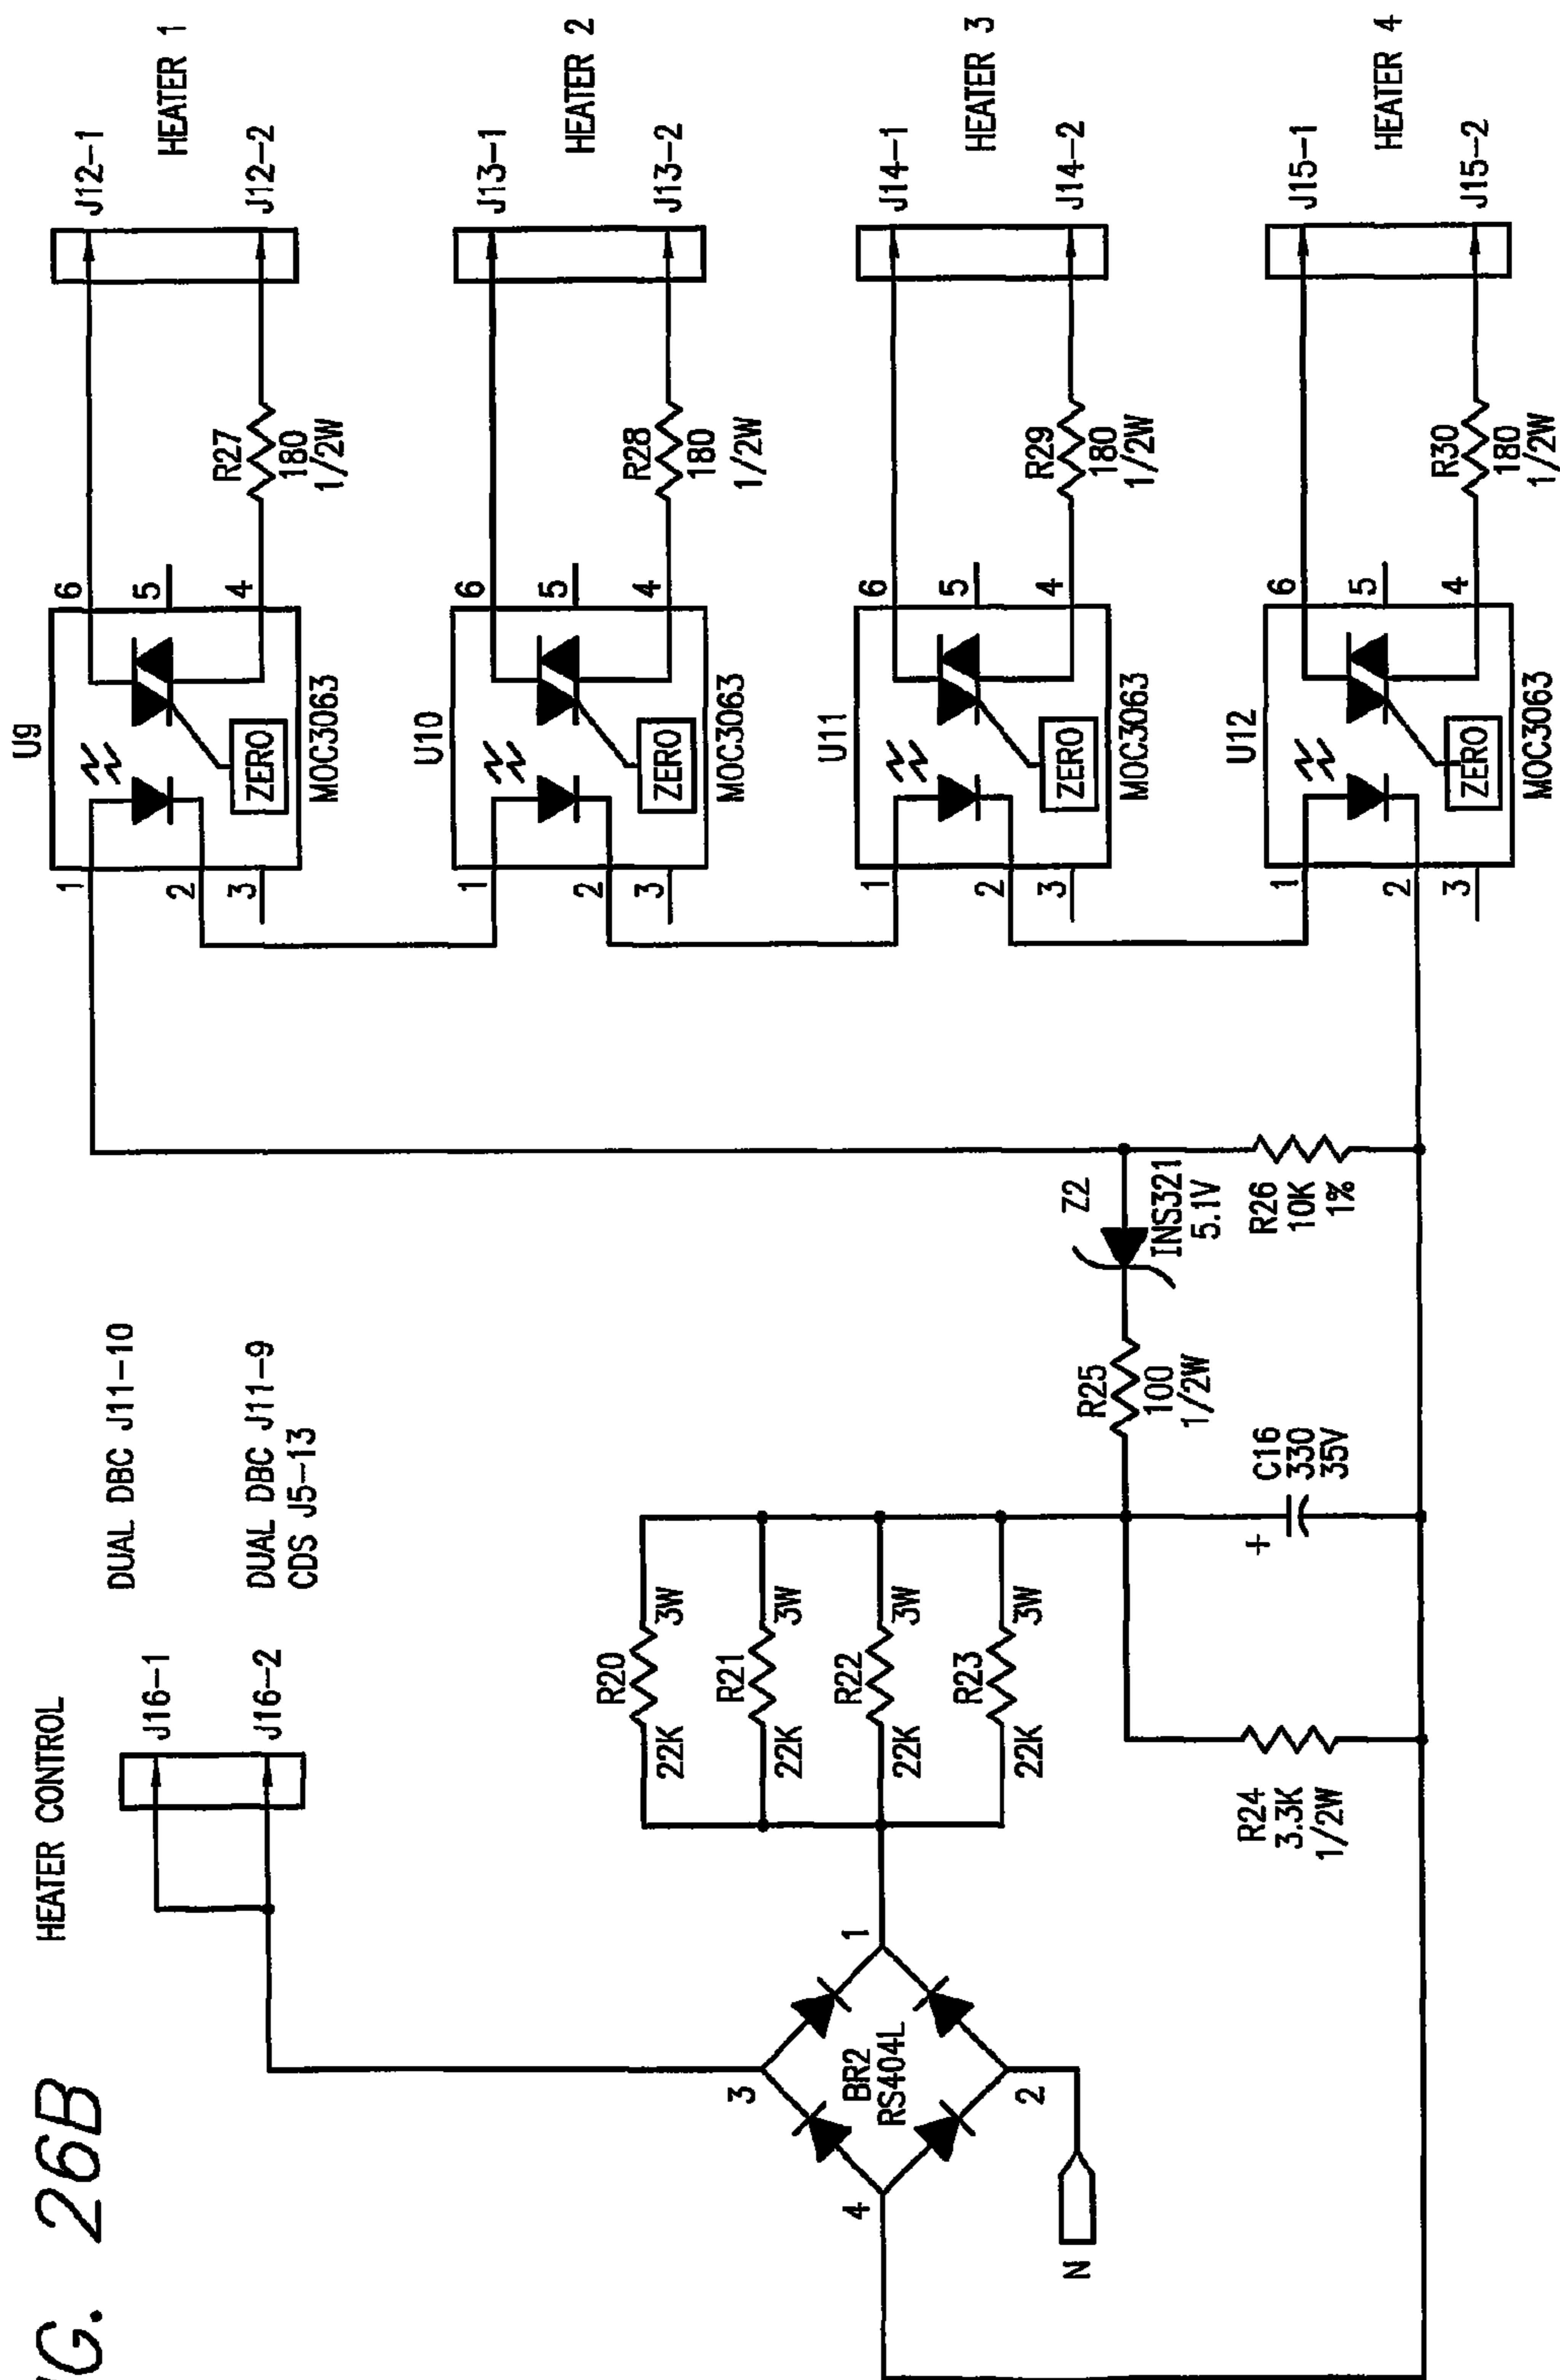 FIG. 26B
HEATER CONTROL
J16-1
DUAL DBC J11-10
J16-2
DUAL DBC J11-9
CDS J5-13
3
1
BR2
RS404L
4
2
N
R20
22K
3W
R21
22K
3W
R22
22K
3W
R23
22K
3W
R24
3.3K
1/2W
+
C16
330
35V
R25
100
1/2W
Z2
INS321
5.1V
R26
10K
1%
U9
1
2
3
6
5
4
ZERO
MOC3063
R27
180
1/2W
J12-1
HEATER 1
J12-2
U10
1
2
3
6
5
4
ZERO
MOC3063
R28
180
1/2W
J13-1
HEATER 2
J13-2
U11
1
2
3
6
5
4
ZERO
MOC3063
R29
180
1/2W
J14-1
HEATER 3
J14-2
U12
1
2
3
6
5
4
ZERO
MOC3063
R30
180
1/2W
J15-1
HEATER 4
J15-2